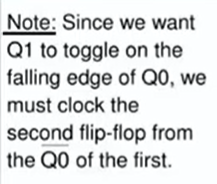 Note: Since we want
Q1 to toggle on the
falling edge of Q0, we
must clock the
second flip-flop from
the Q0 of the first.